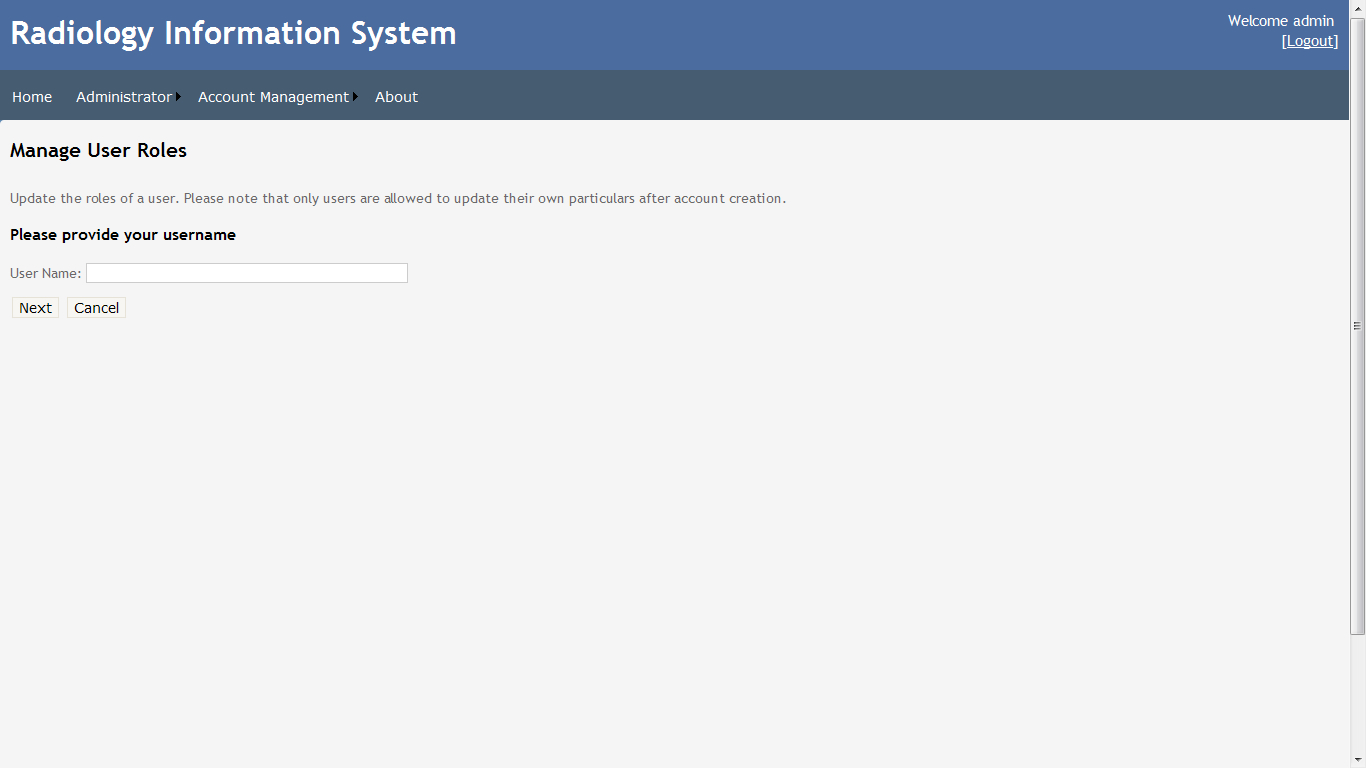 Radiology Information System
Welcome admin
[Logout]
Home Administrator Account Management About
Manage User Roles
Update the roles of a user. Please note that only users are allowed to update their own particulars after account creation.
Please provide your username
User Name:
Next Cancel